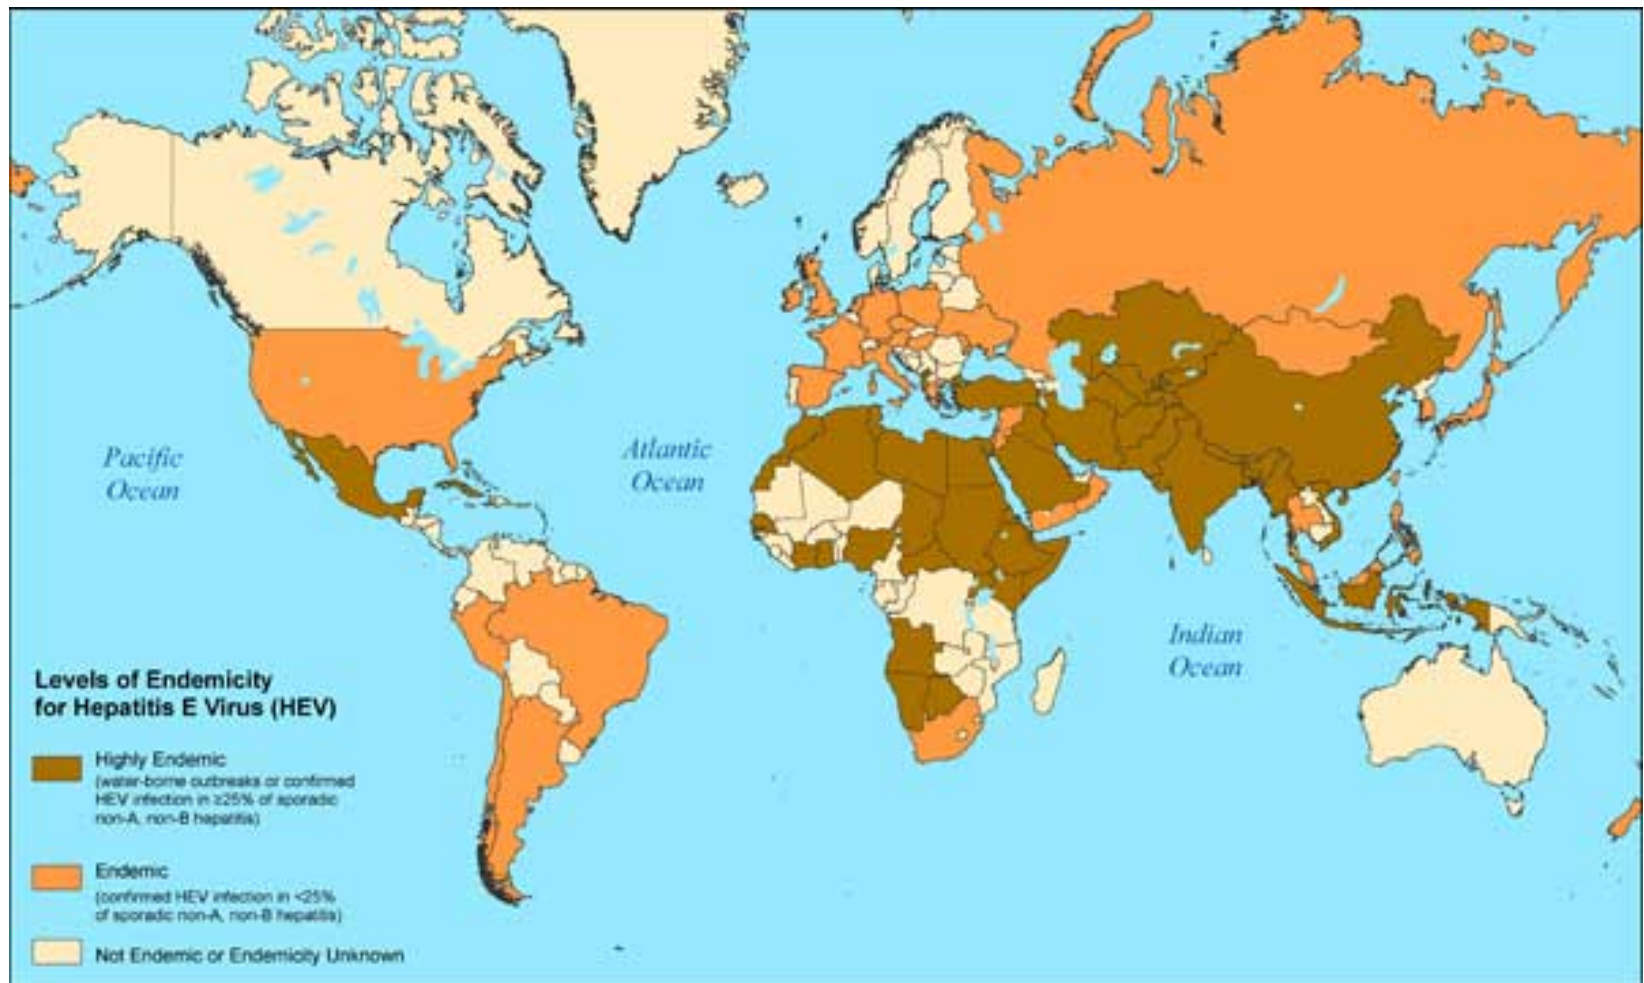 Pacific
Ocean
Atlantic
Ocean
Indian
Ocean
Levels of Endemicity
for Hepatitis E Virus (HEV)
Highly Endemic
(water-borne outbreaks or confirmed
HEV infection in ≥25% of sporadic
non-A, non-B hepatitis)
Endemic
(confirmed HEV infection in <25%
of sporadic non-A, non-B hepatitis)
Not Endemic or Endemicity Unknown